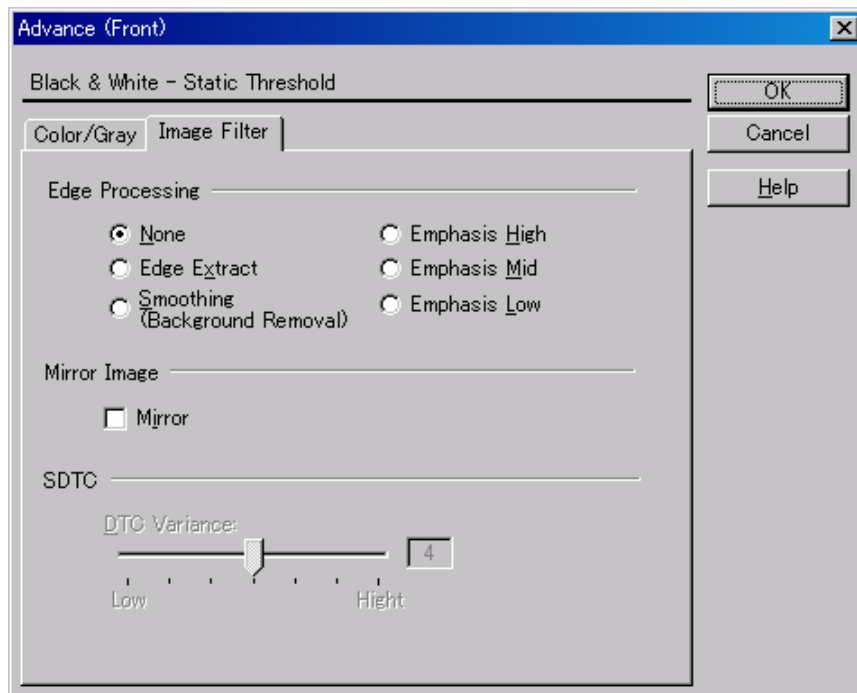 Advance (Front)
Black & White - Static Threshold
OK
Cancel
Help
Color/Gray
Image Filter
Edge Processing
None
Emphasis High
Edge Extract
Emphasis Mid
Smoothing
(Background Removal)
Emphasis Low
Mirror Image
Mirror
SDTC
DTC Variance:
4
Low
Hight